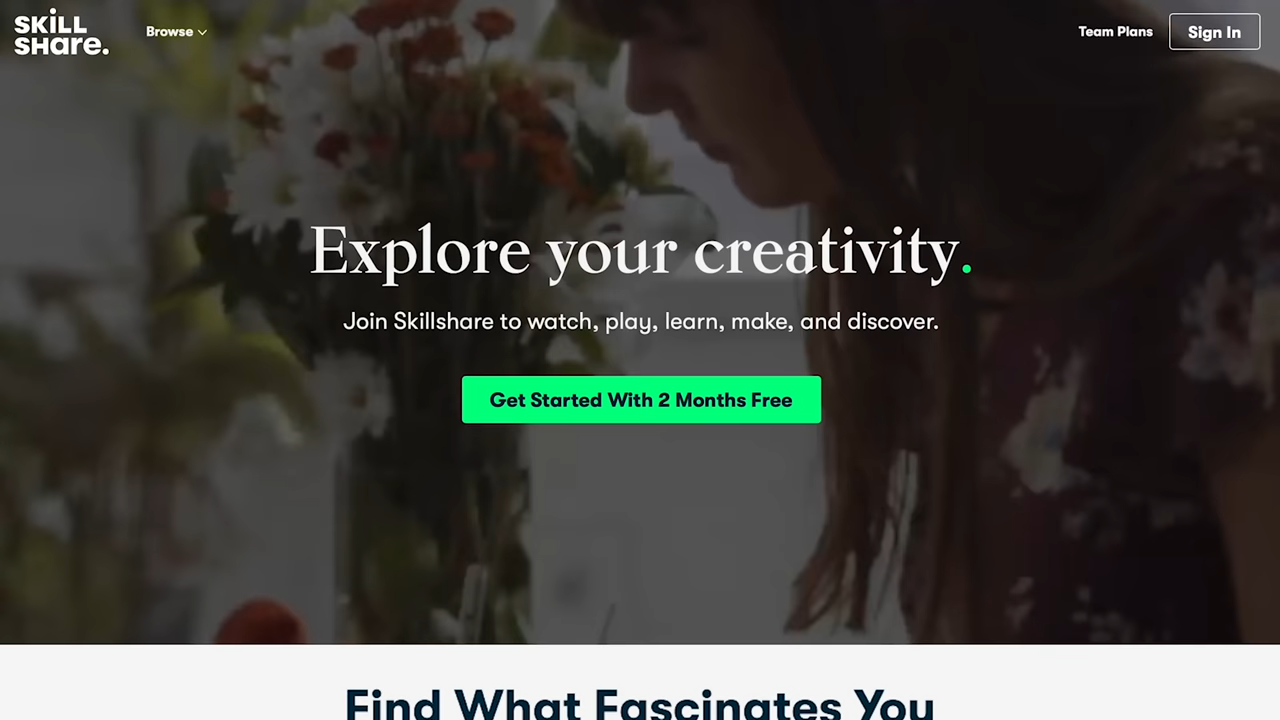 SKiLL
SHare.
Browse
Team Plans
Sign In
Explore your creativity.
Join Skillshare to watch, play, learn, make, and discover.
Get Started With 2 Months Free
Find What Fascinates You